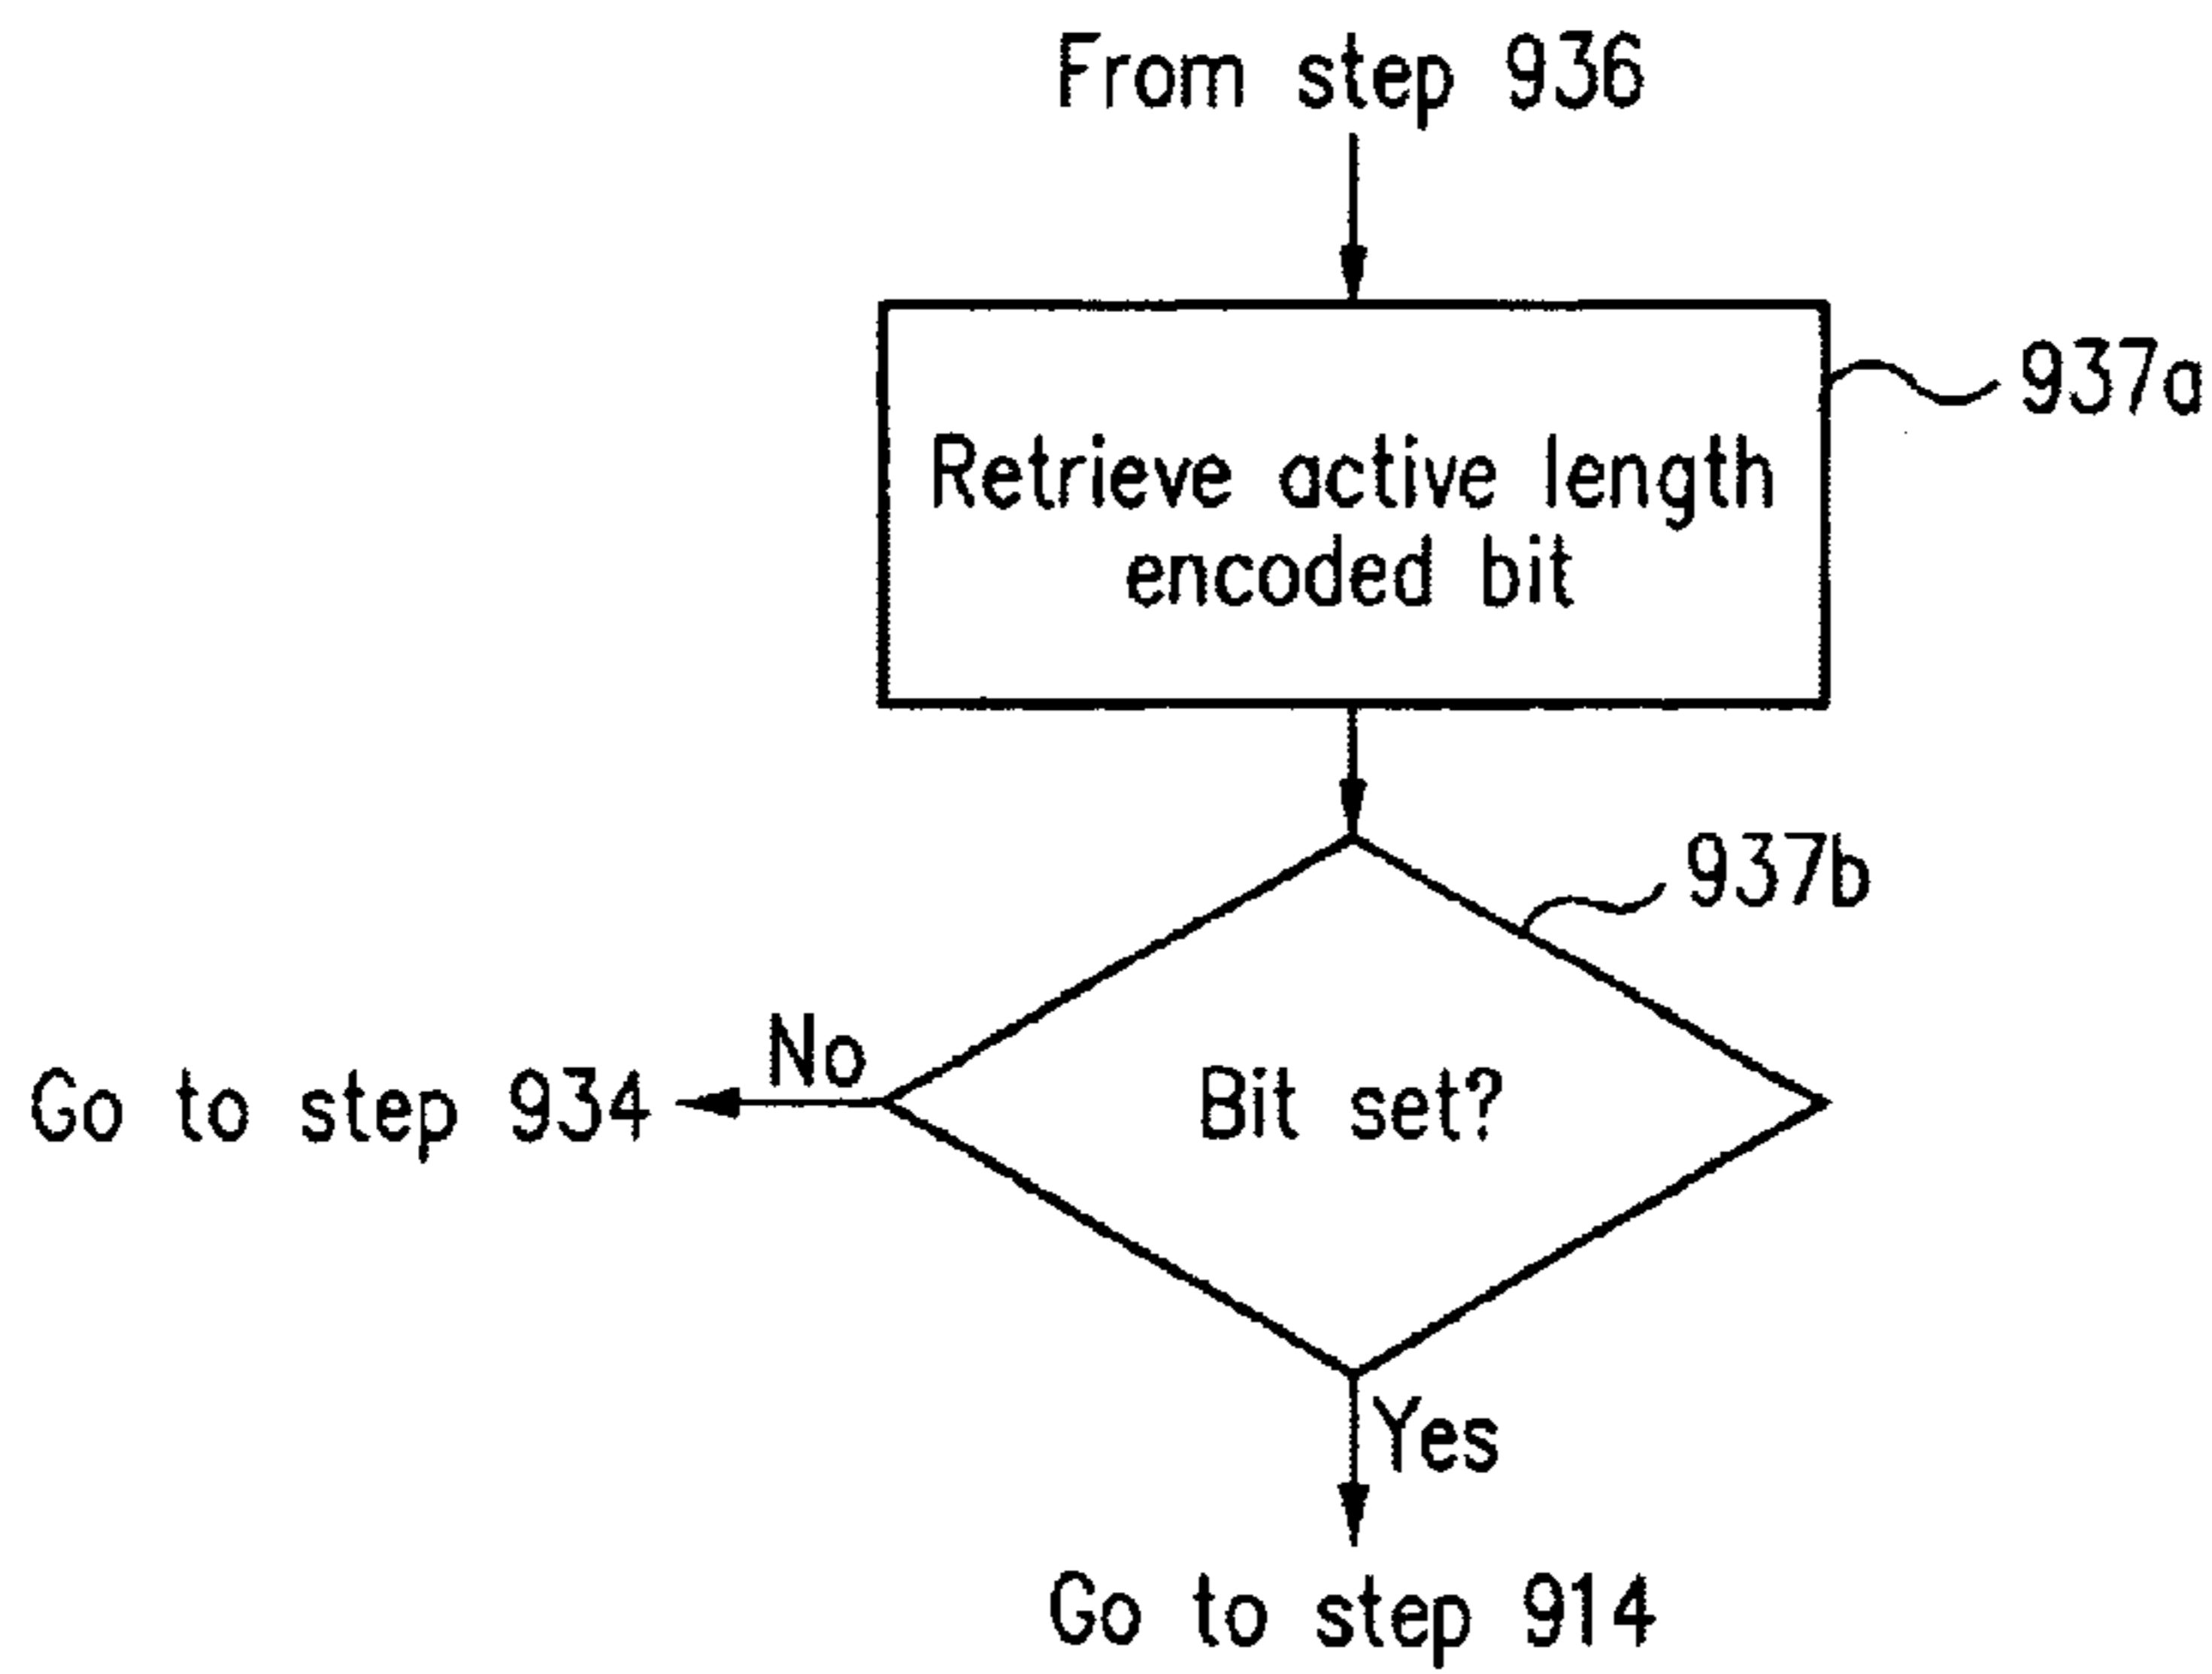 From step 936
937a
Retrieve active length
encoded bit
937b
No
Go to step 934
Bit set?
Yes
Go to step 914